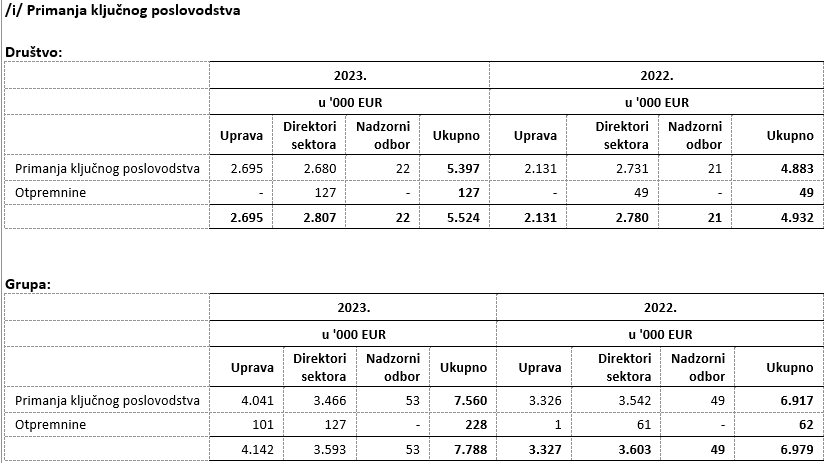 /i/ Primanja ključnog poslovodstva
Društvo:
2023. 2022.
u '000 EUR u '000 EUR
Uprava Direktori sektora Nadzorni odbor Ukupno Uprava Direktori sektora Nadzorni odbor Ukupno
Primanja ključnog poslovodstva 2.695 2.680 22 5.397 2.131 2.731 21 4.883
Otpremnine - 127 - 127 - 49 - 49
2.695 2.807 22 5.524 2.131 2.780 21 4.932
Grupa:
2023. 2022.
u '000 EUR u '000 EUR
Uprava Direktori sektora Nadzorni odbor Ukupno Uprava Direktori sektora Nadzorni odbor Ukupno
Primanja ključnog poslovodstva 4.041 3.466 53 7.560 3.326 3.542 49 6.917
Otpremnine 101 127 - 228 1 61 - 62
4.142 3.593 53 7.788 3.327 3.603 49 6.979